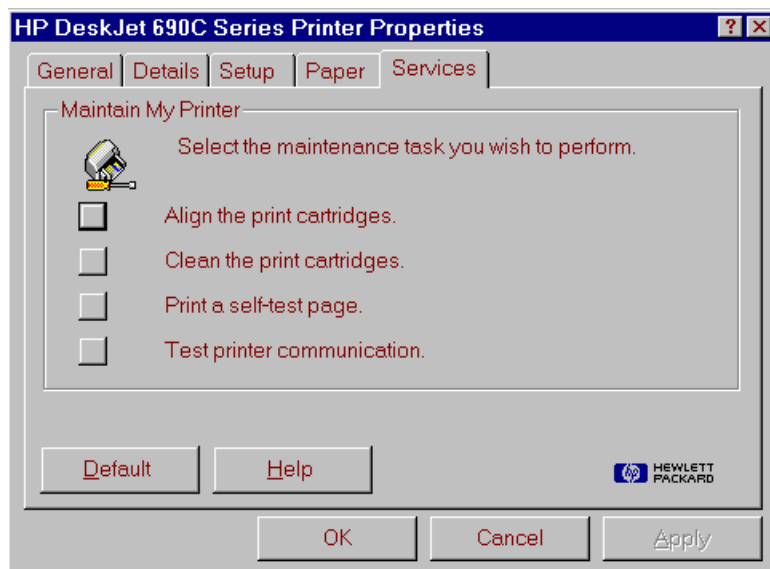 HP DeskJet 690C Series Printer Properties
General Details Setup Paper Services
Maintain My Printer
Select the maintenance task you wish to perform.
Align the print cartridges.
Clean the print cartridges.
Print a self-test page.
Test printer communication.
Default Help
hp HEWLETT
PACKARD
OK Cancel Apply